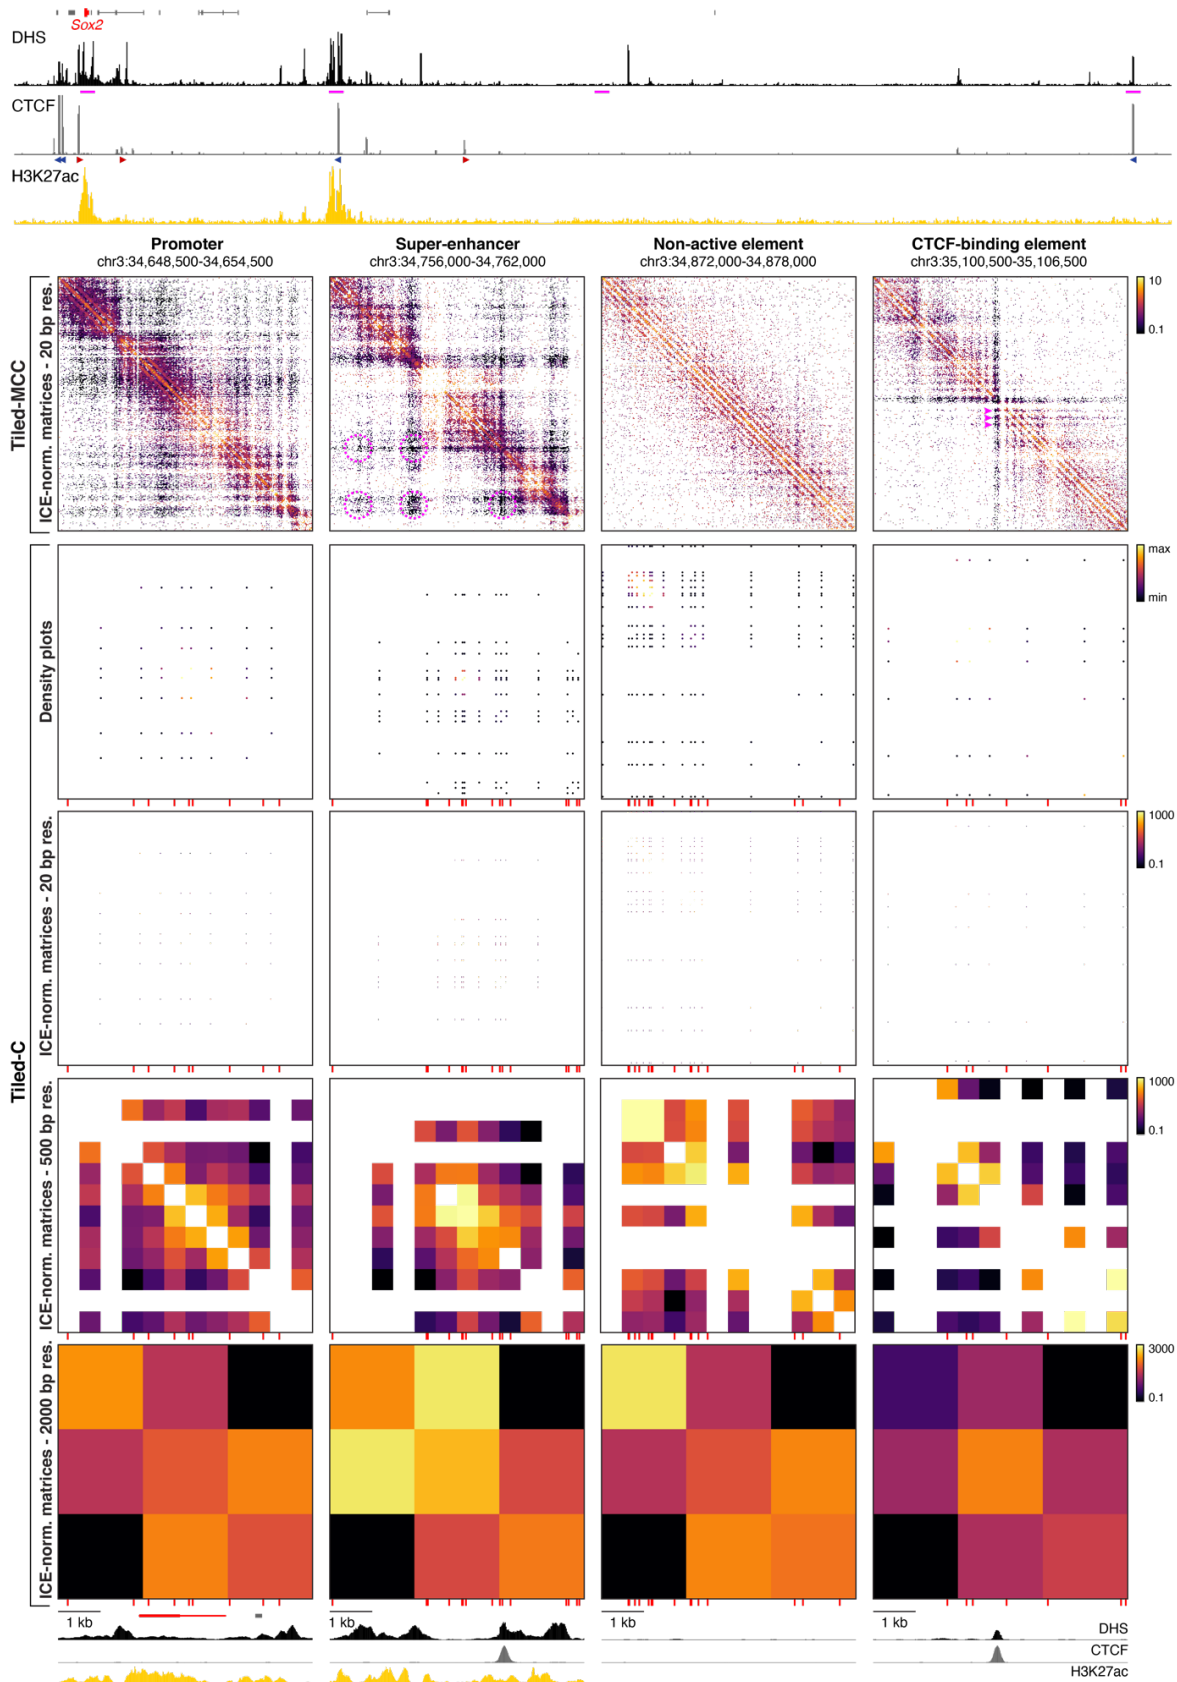 Sox2
DHS
CTCF
H3K27ac
Promoter
chr3:34,648,500-34,654,500
Super-enhancer
chr3:34,756,000-34,762,000
Non-active element
chr3:34,872,000-34,878,000
CTCF-binding element
chr3:35,100,500-35,106,500
Tiled-MCC
ICE-norm. matrices - 20 bp res.
10
0.1
Density plots
max
min
Tiled-C
ICE-norm. matrices - 20 bp res.
1000
0.1
ICE-norm. matrices - 500 bp res.
1000
0.1
ICE-norm. matrices - 2000 bp res.
3000
0.1
1 kb
1 kb
1 kb
1 kb
DHS
CTCF
H3K27ac